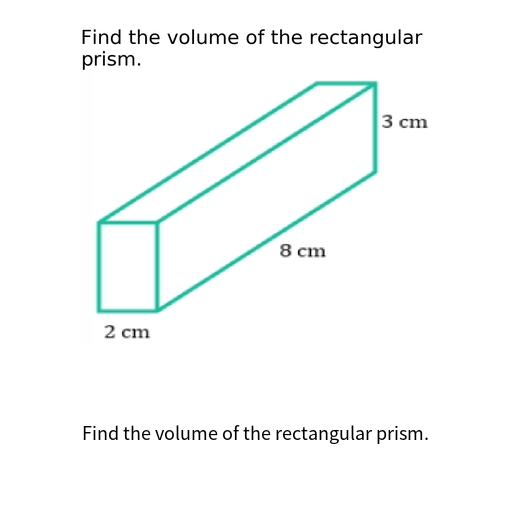 Find the volume of the rectangular
prism.
3 cm
8 cm
2 cm
Find the volume of the rectangular prism.